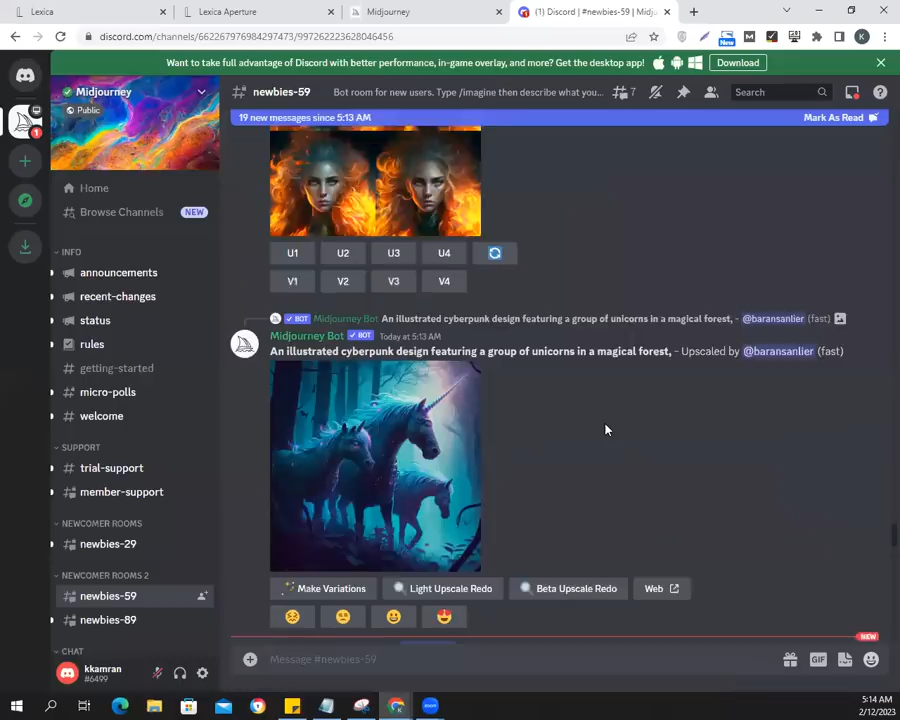 Lexica
Lexica Aperture
Midjourney
(1) Discord | #newbies-59 | Midj
discord.com/channels/662267976984297473/997262223628046456
New
K
Want to take full advantage of Discord with better performance, in-game overlay, and more? Get the desktop app!
Download
Midjourney
Public
newbies-59
Bot room for new users. Type /imagine then describe what you...
7
Search
19 new messages since 5:13 AM
Mark As Read
1
Home
Browse Channels
NEW
INFO
announcements
recent-changes
status
rules
getting-started
micro-polls
welcome
SUPPORT
trial-support
member-support
NEWCOMER ROOMS
newbies-29
NEWCOMER ROOMS 2
newbies-59
newbies-89
CHAT
kkamran
#6499
U1 U2 U3 U4
V1 V2 V3 V4
BOT Midjourney Bot An illustrated cyberpunk design featuring a group of unicorns in a magical forest, - @baransanlier (fast)
Midjourney Bot BOT Today at 5:13 AM
An illustrated cyberpunk design featuring a group of unicorns in a magical forest, - Upscaled by @baransanlier (fast)
Make Variations
Light Upscale Redo
Beta Upscale Redo
Web
NEW
Message #newbies-59
GIF
zoom
5:14 AM
2/12/2023